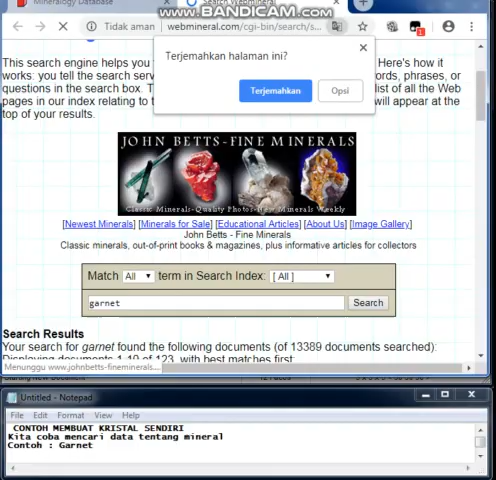 Mineralogy Database
Search Webmineral
www.BANDICAM.com
Tidak aman
webmineral.com/cgi-bin/search/s...
1
This search engine helps you
Here's how it
works: you tell the search serv
ords, phrases, or
questions in the search box. T
list of all the Web
pages in our index relating to t
will appear at the
top of your results.
Terjemahkan halaman ini?
Terjemahkan
Opsi
JOHN BETTS-FINE MINERALS
Classic Minerals-Quality Photos-New Minerals Weekly
[Newest Minerals] [Minerals for Sale] [Educational Articles] [About Us] [Image Gallery]
John Betts - Fine Minerals
Classic minerals, out-of-print books & magazines, plus informative articles for collectors
Match All term in Search Index: [ All ]
garnet
Search
Search Results
Your search for garnet found the following documents (of 13389 documents searched):
Displaying documents 1-10 of 123, with best matches first:
Menunggu www.johnbetts-fineminerals....
Starting New Document
Untitled - Notepad
File Edit Format View Help
CONTOH MEMBUAT KRISTAL SENDIRI
Kita coba mencari data tentang mineral
Contoh : Garnet